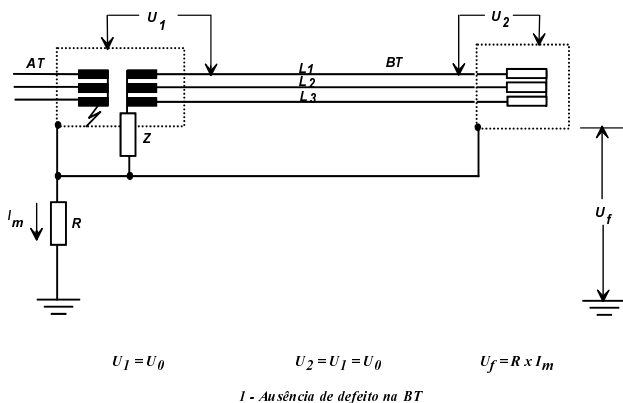 U1 U2
AT L1 BT
L2
L3
Z
Im R Uf
U1 = U0 U2 = U1 = U0 Uf = R x Im
1 - Ausência de defeito na BT